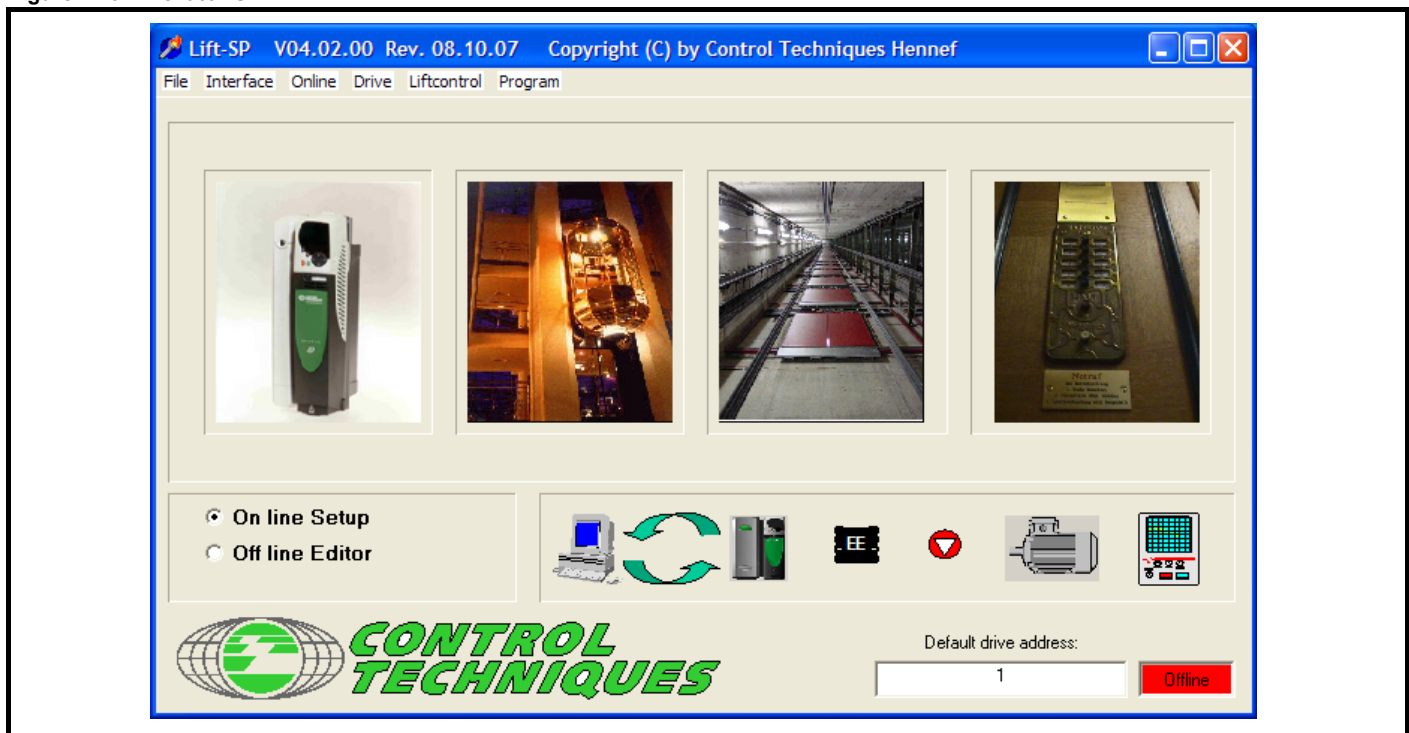 Lift-SP V04.02.00 Rev. 08.10.07 Copyright (C) by Control Techniques Hennef
File Interface Online Drive Liftcontrol Program
Notruf
On line Setup
Off line Editor
EE
CONTROL
TECHNIQUES
Default drive address:
1
Offline